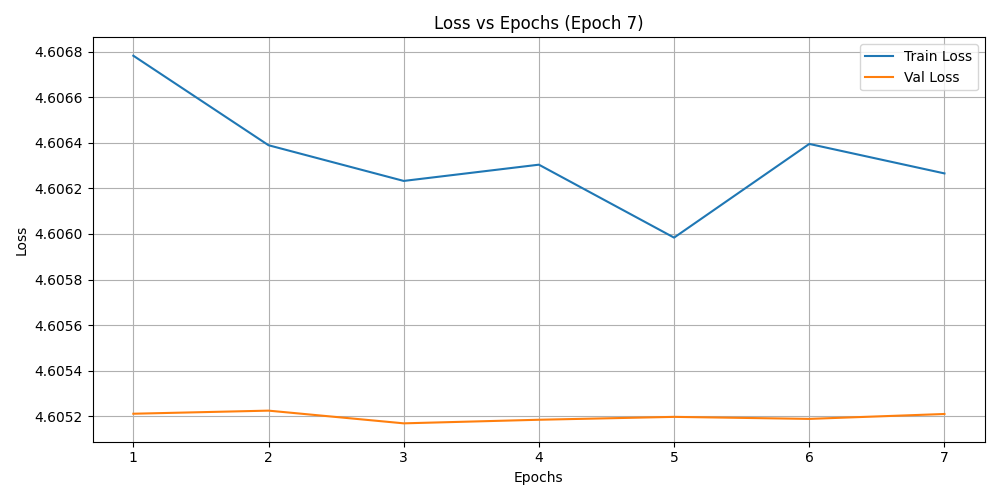 Loss vs Epochs (Epoch 7)
Train Loss
Val Loss
4.6068
4.6066
4.6064
4.6062
4.6060
4.6058
4.6056
4.6054
4.6052
Loss
1 2 3 4 5 6 7
Epochs